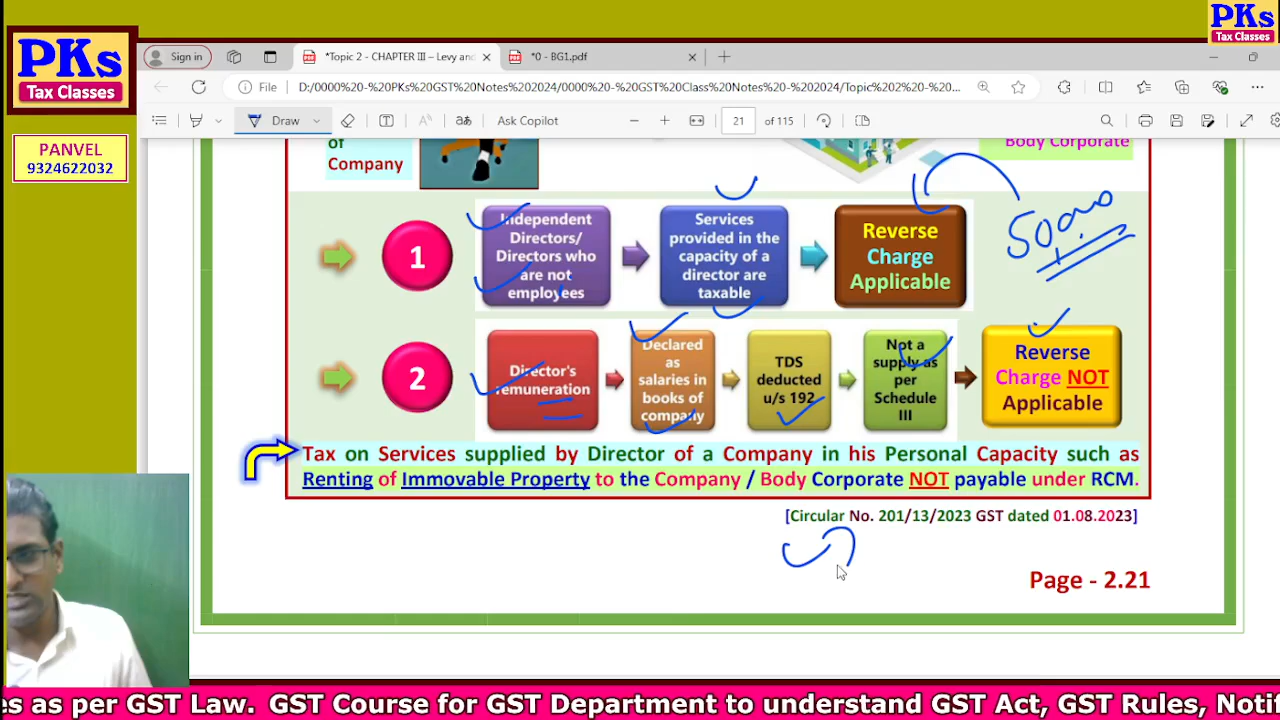 PKs
Tax Classes
PKs
Tax Classes
PANVEL
9324622032
Sign in
*Topic 2 - CHAPTER III – Levy and
*0 - BG1.pdf
File
D:/0000%20-%20PKs%20GST%20Notes%202024/0000%20-%20GST%20Class%20Notes%20-%202024/Topic%202%20-%20...
Draw
Ask Copilot
21
of 115
of
Company
Body Corporate
1
Independent
Directors/
Directors who
are not
employees
Services
provided in the
capacity of a
director are
taxable
Reverse
Charge
Applicable
50,000
2
Director's
remuneration
Declared
as
salaries in
books of
company
TDS
deducted
u/s 192
Not a
supply as
per
Schedule
III
Reverse
Charge NOT
Applicable
Tax on Services supplied by Director of a Company in his Personal Capacity such as
Renting of Immovable Property to the Company / Body Corporate NOT payable under RCM.
[Circular No. 201/13/2023 GST dated 01.08.2023]
Page - 2.21
es as per GST Law. GST Course for GST Department to understand GST Act, GST Rules, Noti